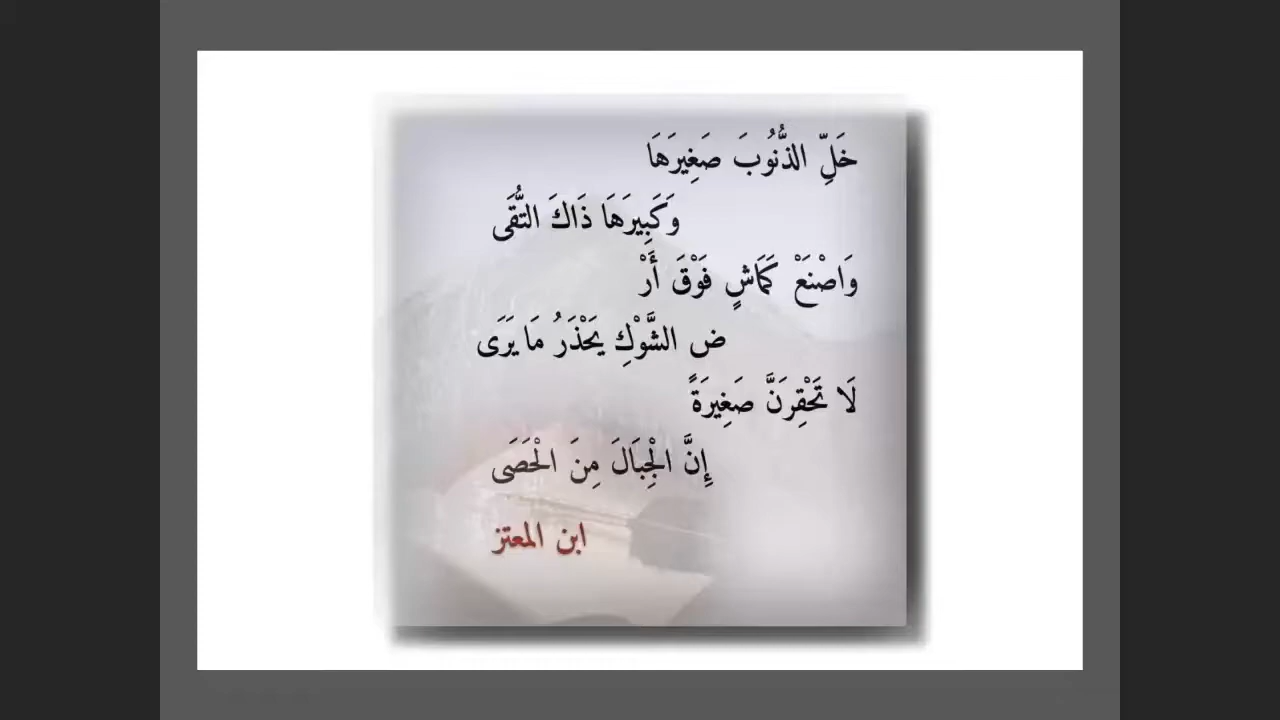 خَلِّ الذُّنُوبَ صَغِيرَهَا
وَكَبِيرَهَا ذَاكَ التُّقَى
وَاصْنَعْ كَمَاشٍ فَوْقَ أَرْ
ضِ الشَّوْكِ يَحْذَرُ مَا يَرَى
لَا تَحْقِرَنَّ صَغِيرَةً
إِنَّ الْجِبَالَ مِنَ الْحَصَى
ابن المعتز